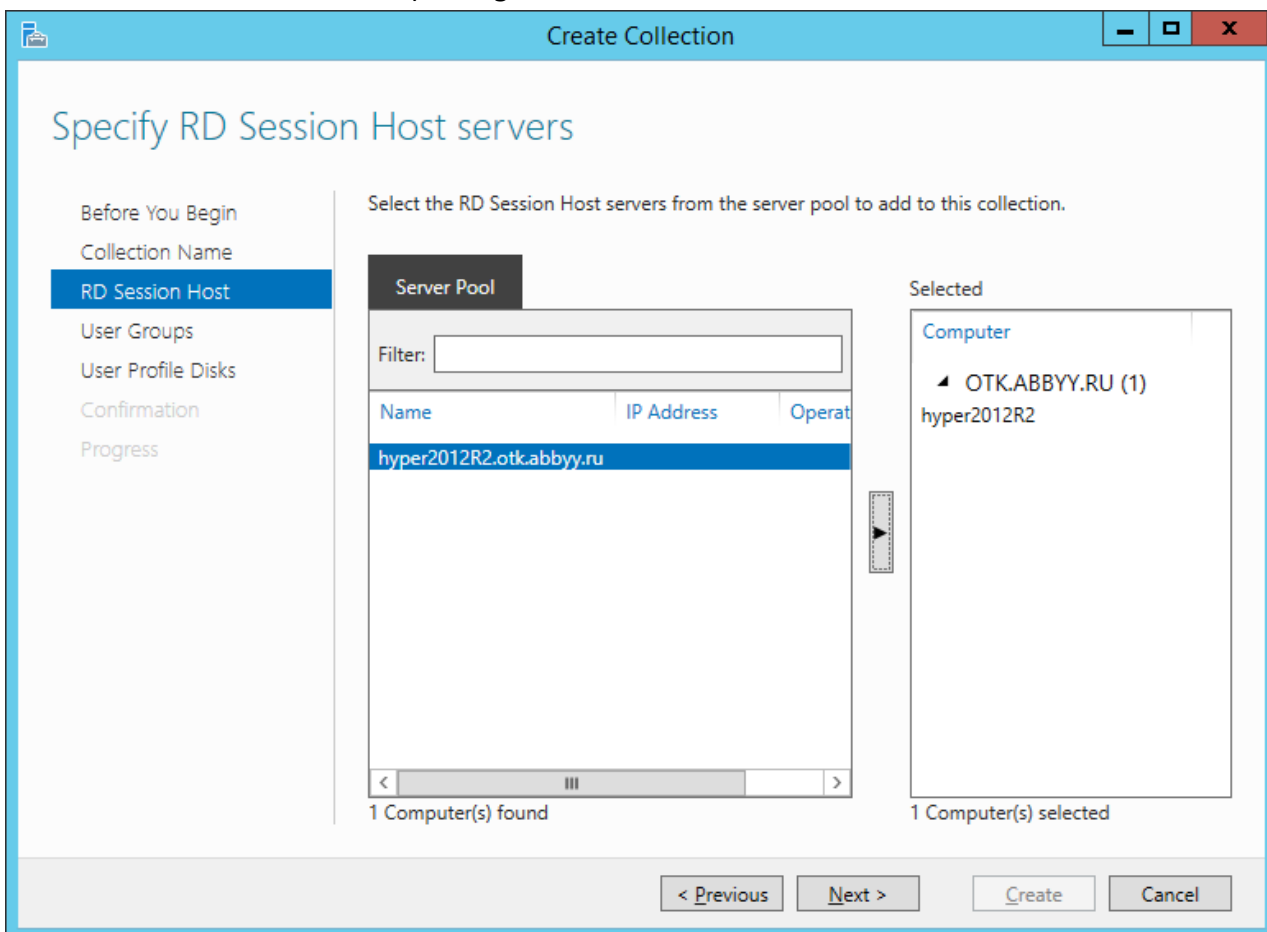 Create Collection
Specify RD Session Host servers
Before You Begin
Collection Name
RD Session Host
User Groups
User Profile Disks
Confirmation
Progress
Select the RD Session Host servers from the server pool to add to this collection.
Server Pool
Filter:
Name IP Address Operat
hyper2012R2.otk.abbyy.ru
1 Computer(s) found
Selected
Computer
OTK.ABBYY.RU (1)
hyper2012R2
1 Computer(s) selected
< Previous Next > Create Cancel